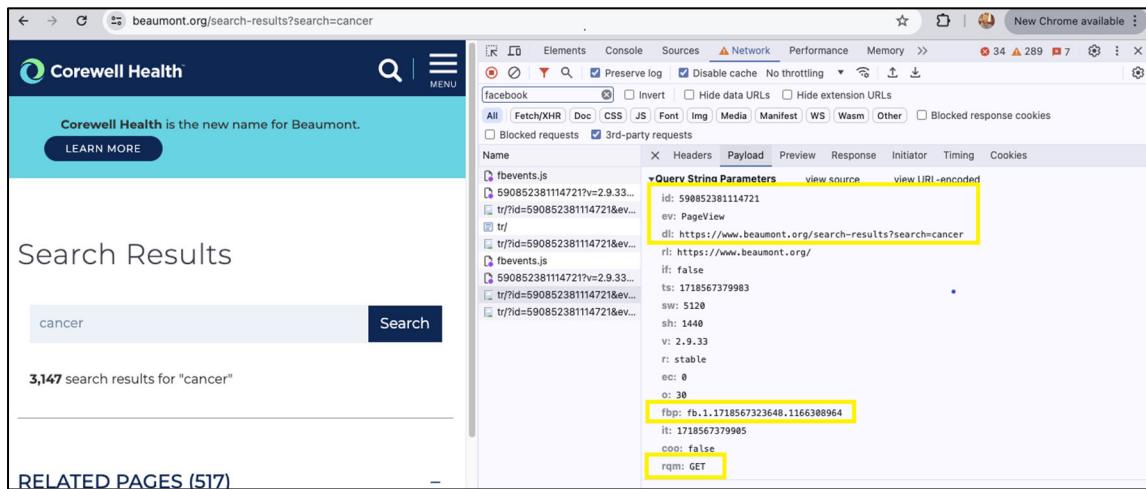 beaumont.org/search-results?search=cancer
New Chrome available
Corewell Health
MENU
Corewell Health is the new name for Beaumont.
LEARN MORE
Search Results
cancer
Search
3,147 search results for "cancer"
RELATED PAGES (517)
Elements Console Sources Network Performance Memory
34 289 7
Preserve log Disable cache No throttling
facebook
Invert Hide data URLs Hide extension URLs
All Fetch/XHR Doc CSS JS Font Img Media Manifest WS Wasm Other Blocked response cookies
Blocked requests 3rd-party requests
Name
fbevents.js
590852381114721?v=2.9.33...
tr/?id=590852381114721&ev...
tr/
tr/?id=590852381114721&ev...
fbevents.js
590852381114721?v=2.9.33...
tr/?id=590852381114721&ev...
tr/?id=590852381114721&ev...
Headers Payload Preview Response Initiator Timing Cookies
Query String Parameters view source view URL-encoded
id: 590852381114721
ev: PageView
dl: https://www.beaumont.org/search-results?search=cancer
rl: https://www.beaumont.org/
if: false
ts: 1718567379983
sw: 5120
sh: 1440
v: 2.9.33
r: stable
ec: 0
o: 30
fbp: fb.1.1718567323648.1166308964
it: 1718567379905
coo: false
rqm: GET